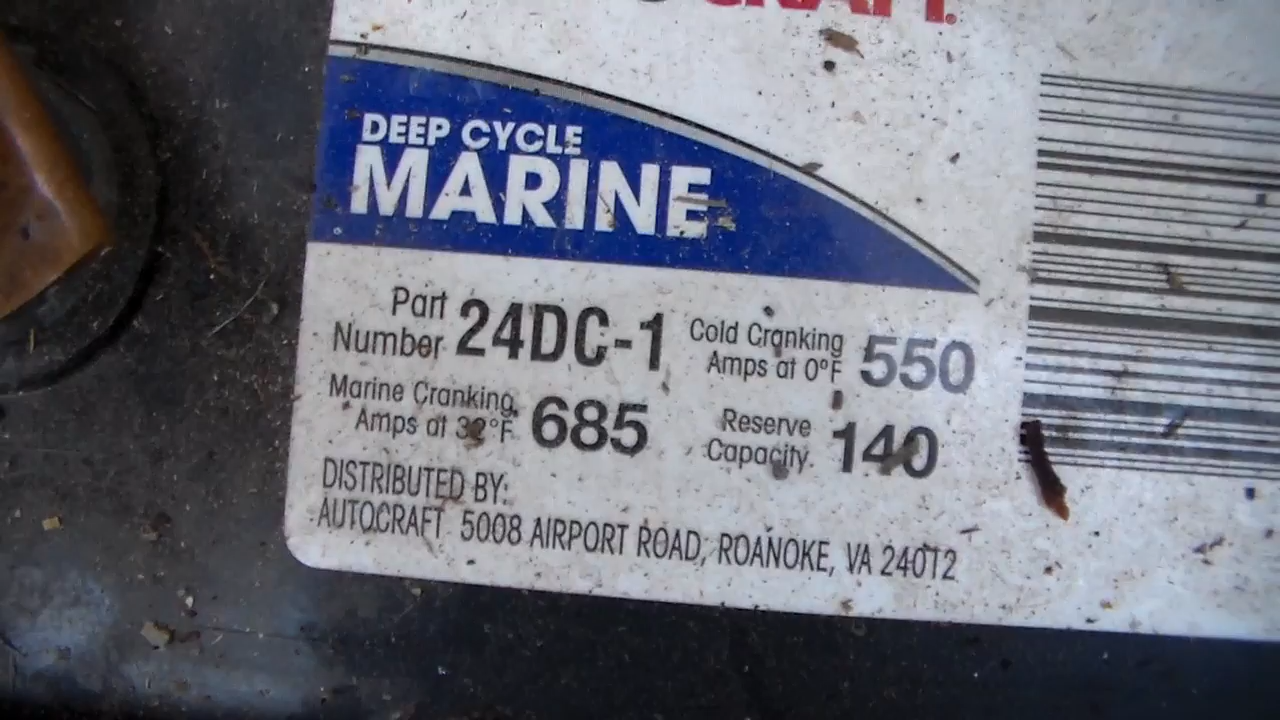 DEEP CYCLE
MARINE
Part Number 24DC-1
Cold Cranking Amps at 0°F 550
Marine Cranking Amps at 32°F 685
Reserve Capacity 140
DISTRIBUTED BY:
AUTOCRAFT 5008 AIRPORT ROAD, ROANOKE, VA 24012